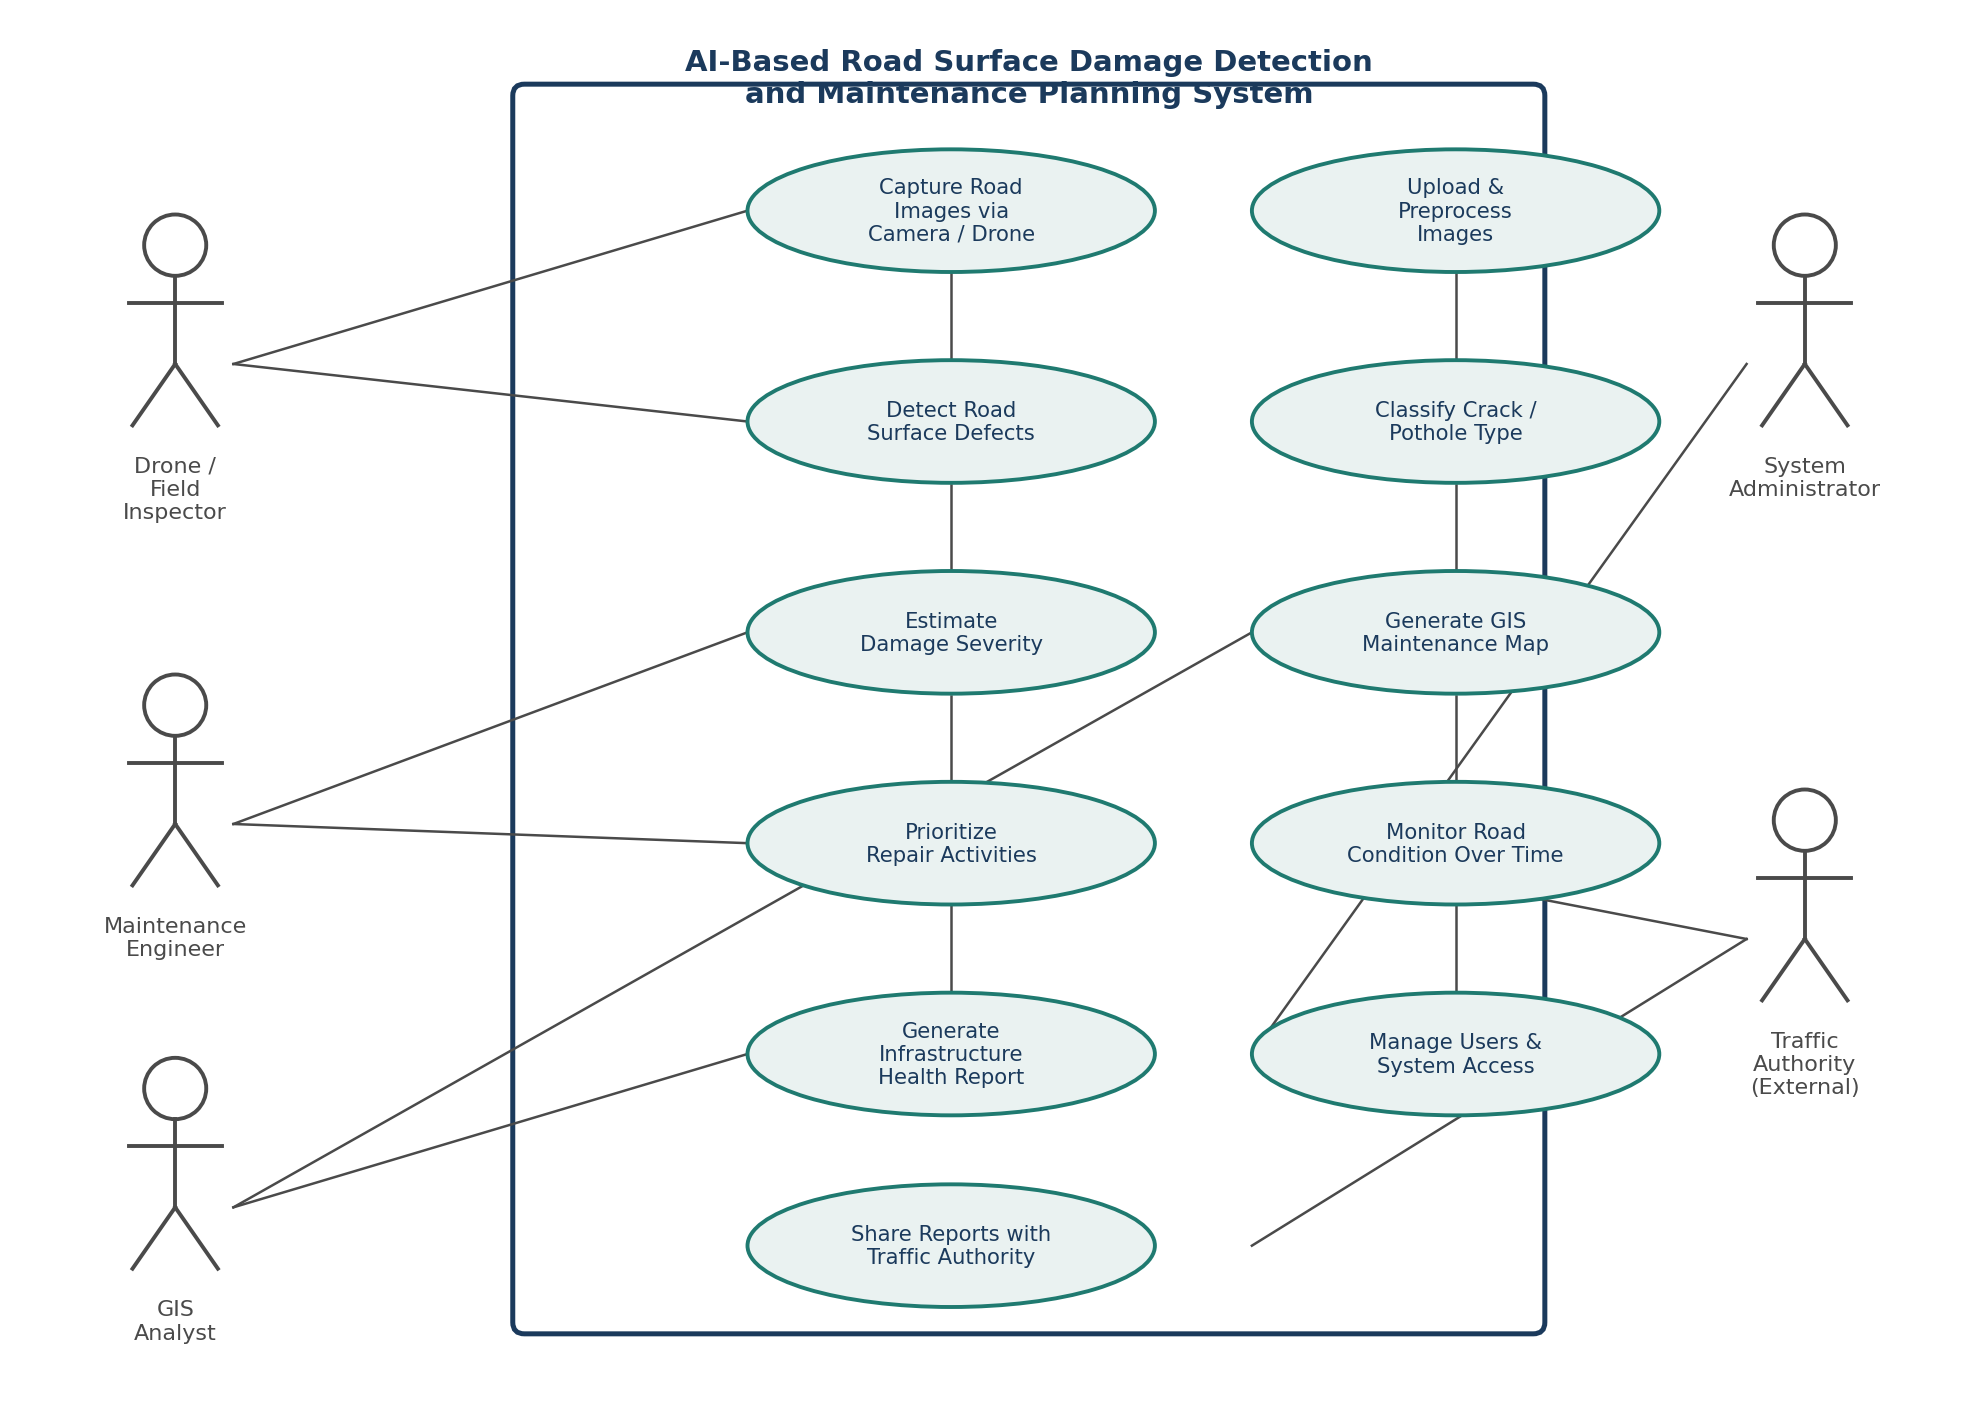 AI-Based Road Surface Damage Detection
and Maintenance Planning System
Capture Road
Images via
Camera / Drone
Upload &
Preprocess
Images
Detect Road
Surface Defects
Classify Crack /
Pothole Type
Drone /
Field
Inspector
System
Administrator
Estimate
Damage Severity
Generate GIS
Maintenance Map
Prioritize
Repair Activities
Monitor Road
Condition Over Time
Maintenance
Engineer
Generate
Infrastructure
Health Report
Manage Users &
System Access
Traffic
Authority
(External)
Share Reports with
Traffic Authority
GIS
Analyst